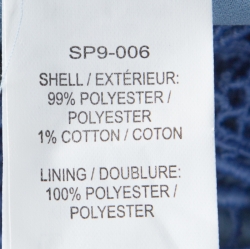 SP9-006
SHELL / EXTÉRIEUR:
99% POLYESTER /
POLYESTER
1% COTTON / COTON
LINING / DOUBLURE:
100% POLYESTER /
POLYESTER